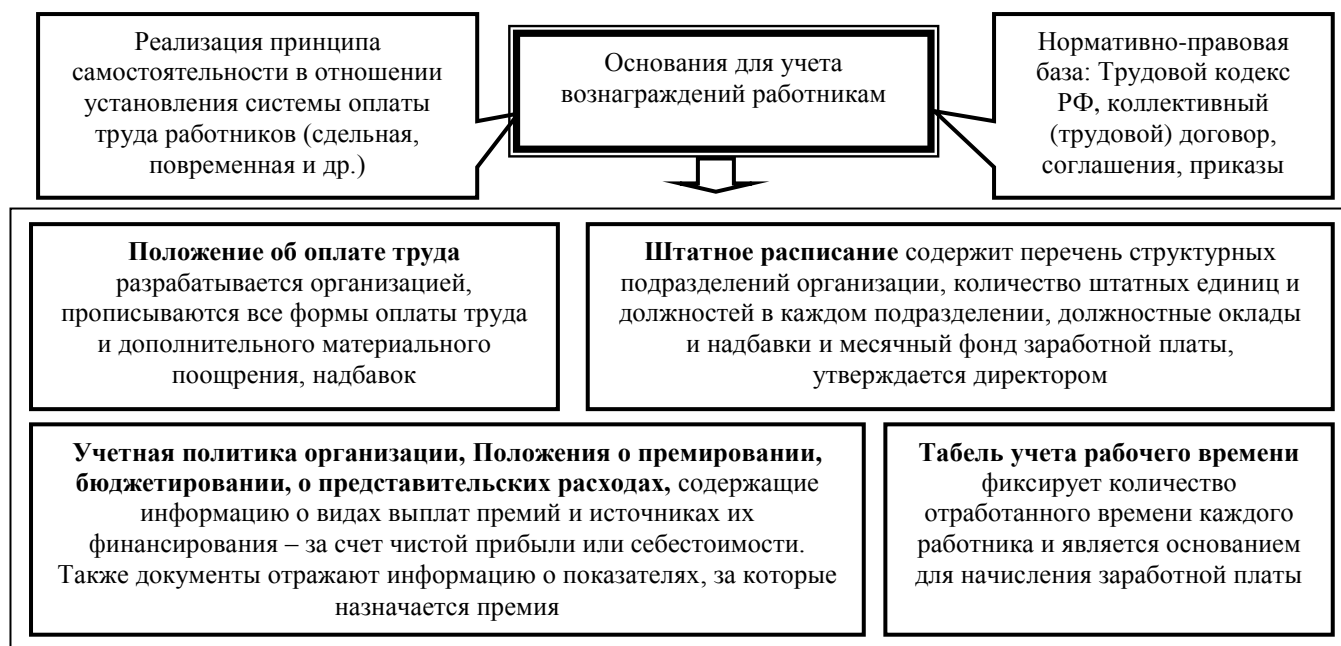 Реализация принципа
самостоятельности в отношении
установления системы оплаты
труда работников (сдельная,
повременная и др.)
Основания для учета
вознаграждений работникам
Нормативно-правовая
база: Трудовой кодекс
РФ, коллективный
(трудовой) договор,
соглашения, приказы
Положение об оплате труда
разрабатывается организацией,
прописываются все формы оплаты труда
и дополнительного материального
поощрения, надбавок
Штатное расписание содержит перечень структурных
подразделений организации, количество штатных единиц и
должностей в каждом подразделении, должностные оклады
и надбавки и месячный фонд заработной платы,
утверждается директором
Учетная политика организации, Положения о премировании,
бюджетировании, о представительских расходах, содержащие
информацию о видах выплат премий и источниках их
финансирования – за счет чистой прибыли или себестоимости.
Также документы отражают информацию о показателях, за которые
назначается премия
Табель учета рабочего времени
фиксирует количество
отработанного времени каждого
работника и является основанием
для начисления заработной платы